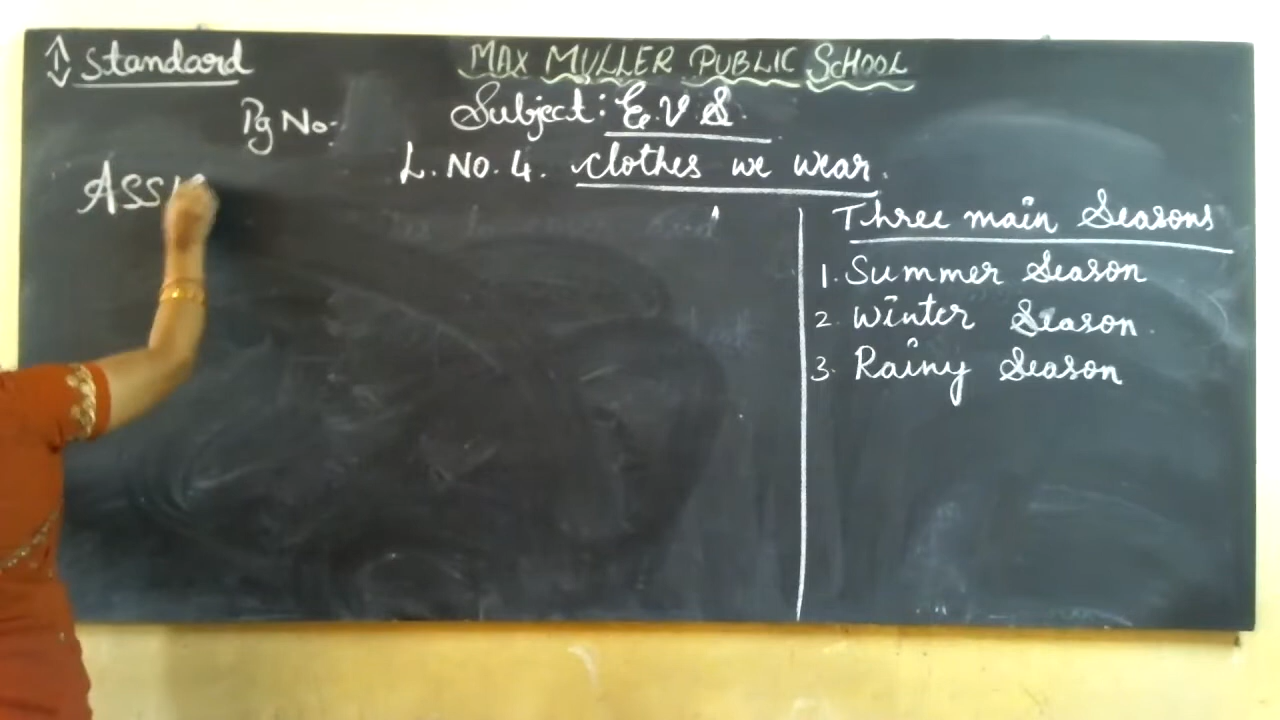 Standard
MAX MULLER PUBLIC SCHOOL
Subject: E.V.S.
Pg No:-
L. No. 4. Clothes we wear.
Three main Seasons
1. Summer Season
2. Winter Season.
3. Rainy Season